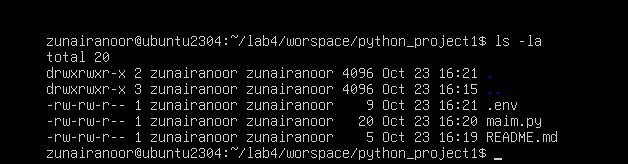 zunairanoor@ubuntu2304:~/lab4/worspace/python_project1$ ls -la
total 20
drwxrwxr-x 2 zunairanoor zunairanoor 4096 Oct 23 16:21 .
drwxrwxr-x 3 zunairanoor zunairanoor 4096 Oct 23 16:15 ..
-rw-rw-r-- 1 zunairanoor zunairanoor    9 Oct 23 16:21 .env
-rw-rw-r-- 1 zunairanoor zunairanoor   20 Oct 23 16:20 maim.py
-rw-rw-r-- 1 zunairanoor zunairanoor    5 Oct 23 16:19 README.md
zunairanoor@ubuntu2304:~/lab4/worspace/python_project1$ _